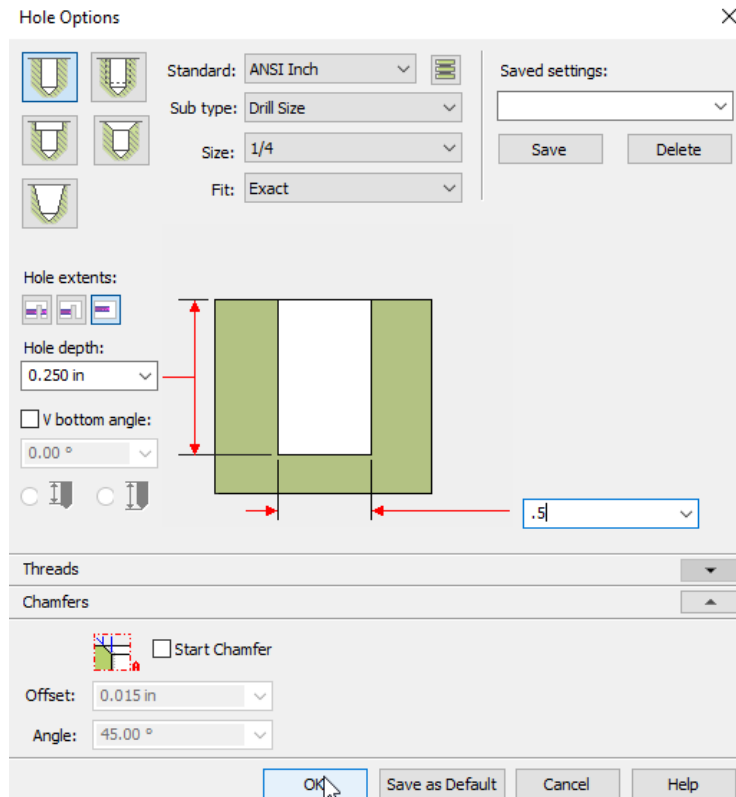 Hole Options
Standard: ANSI Inch
Saved settings:
Sub type: Drill Size
Size: 1/4
Save Delete
Fit: Exact
Hole extents:
Hole depth:
0.250 in
V bottom angle:
0.00 °
.5
Threads
Chamfers
A
Start Chamfer
Offset: 0.015 in
Angle: 45.00 °
OK Save as Default Cancel Help